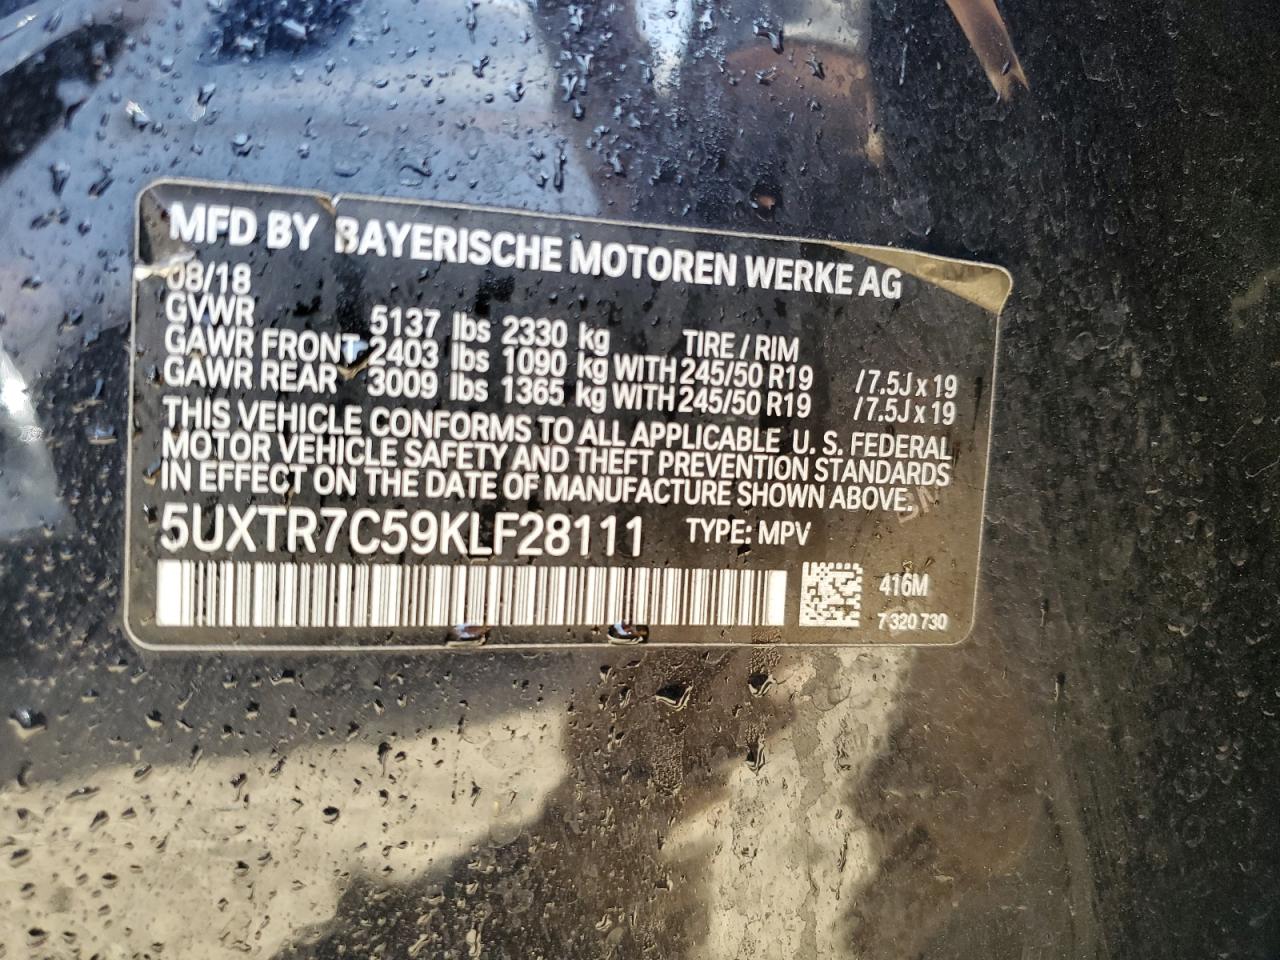 MFD BY BAYERISCHE MOTOREN WERKE AG
08/18
GVWR 5137 lbs 2330 kg TIRE / RIM
GAWR FRONT 2403 lbs 1090 kg WITH 245/50 R19 /7.5J x 19
GAWR REAR 3009 lbs 1365 kg WITH 245/50 R19 /7.5J x 19
THIS VEHICLE CONFORMS TO ALL APPLICABLE U. S. FEDERAL
MOTOR VEHICLE SAFETY AND THEFT PREVENTION STANDARDS
IN EFFECT ON THE DATE OF MANUFACTURE SHOWN ABOVE.
5UXTR7C59KLF28111 TYPE: MPV
416M
7 320 730